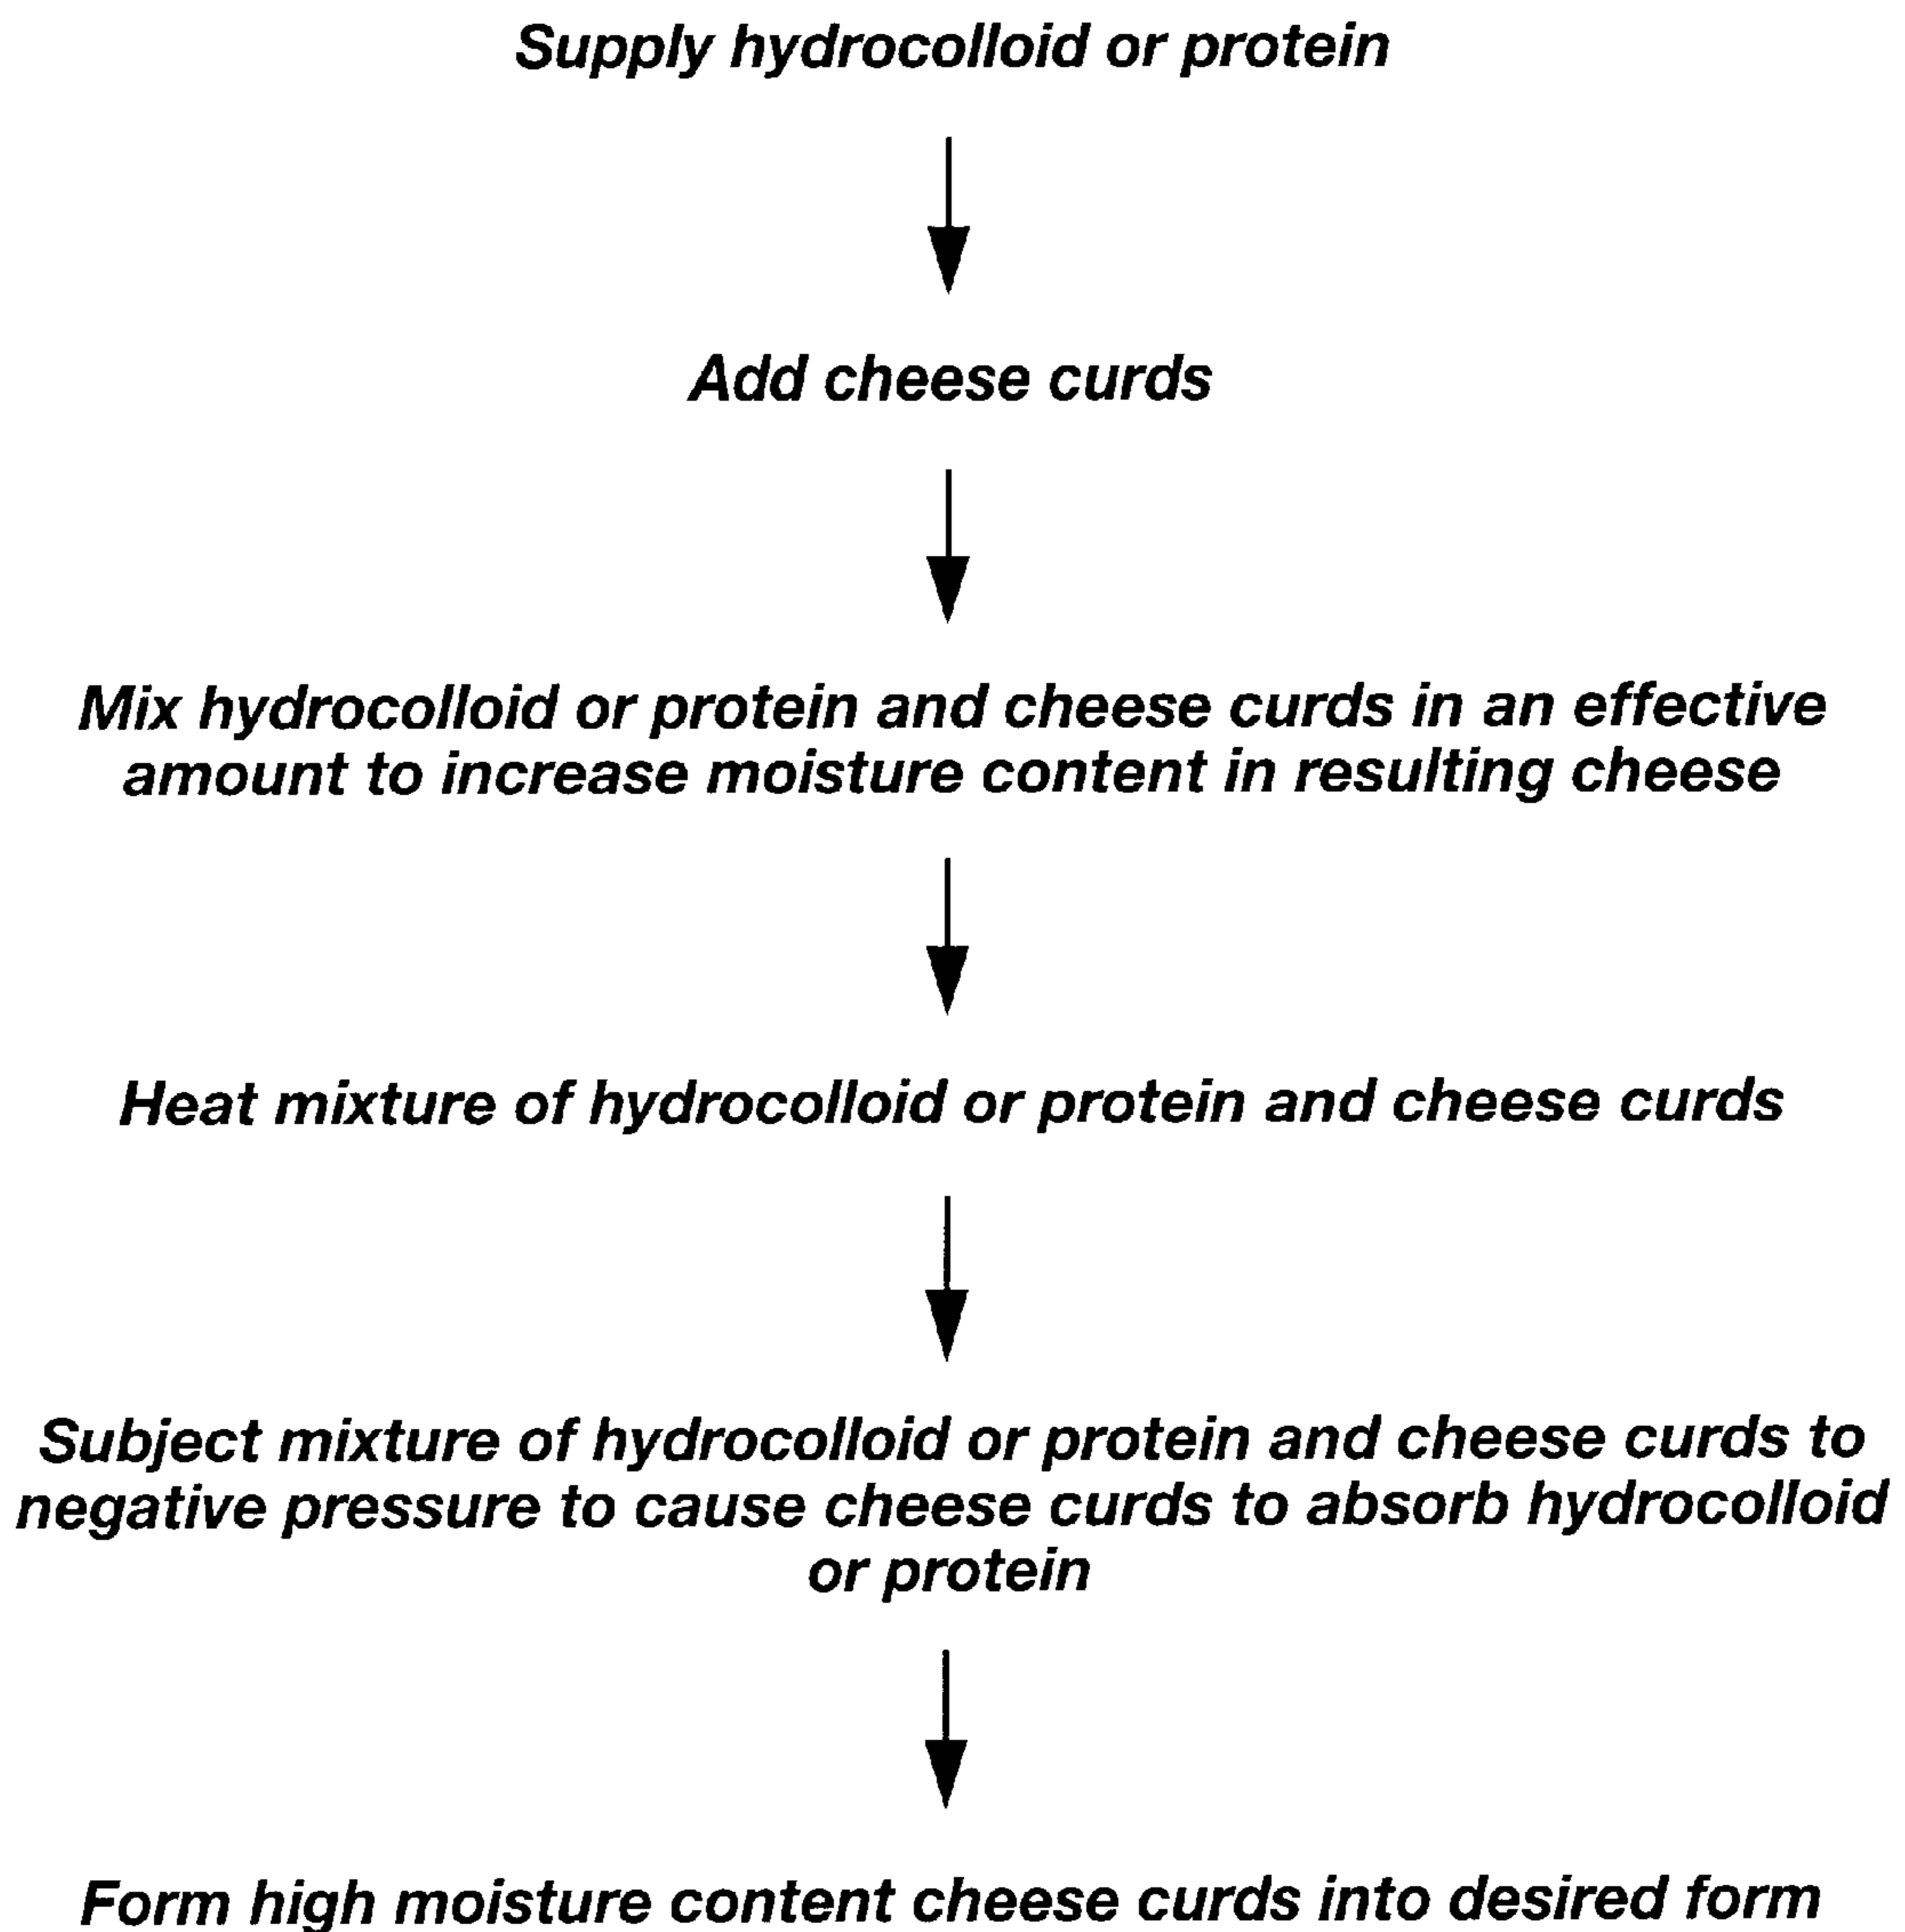 Supply hydrocolloid or protein
Add cheese curds
Mix hydrocolloid or protein and cheese curds in an effective
amount to increase moisture content in resulting cheese
Heat mixture of hydrocolloid or protein and cheese curds
Subject mixture of hydrocolloid or protein and cheese curds to
negative pressure to cause cheese curds to absorb hydrocolloid
or protein
Form high moisture content cheese curds into desired form